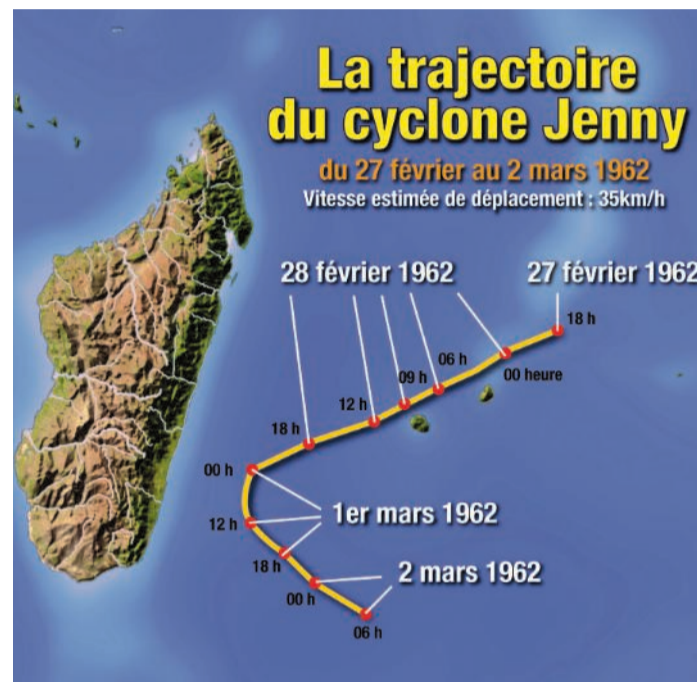 La trajectoire
du cyclone Jenny
du 27 février au 2 mars 1962
Vitesse estimée de déplacement : 35km/h
28 février 1962
27 février 1962
18 h
00 heure
06 h
09 h
12 h
18 h
00 h
12 h
1er mars 1962
18 h
2 mars 1962
00 h
06 h